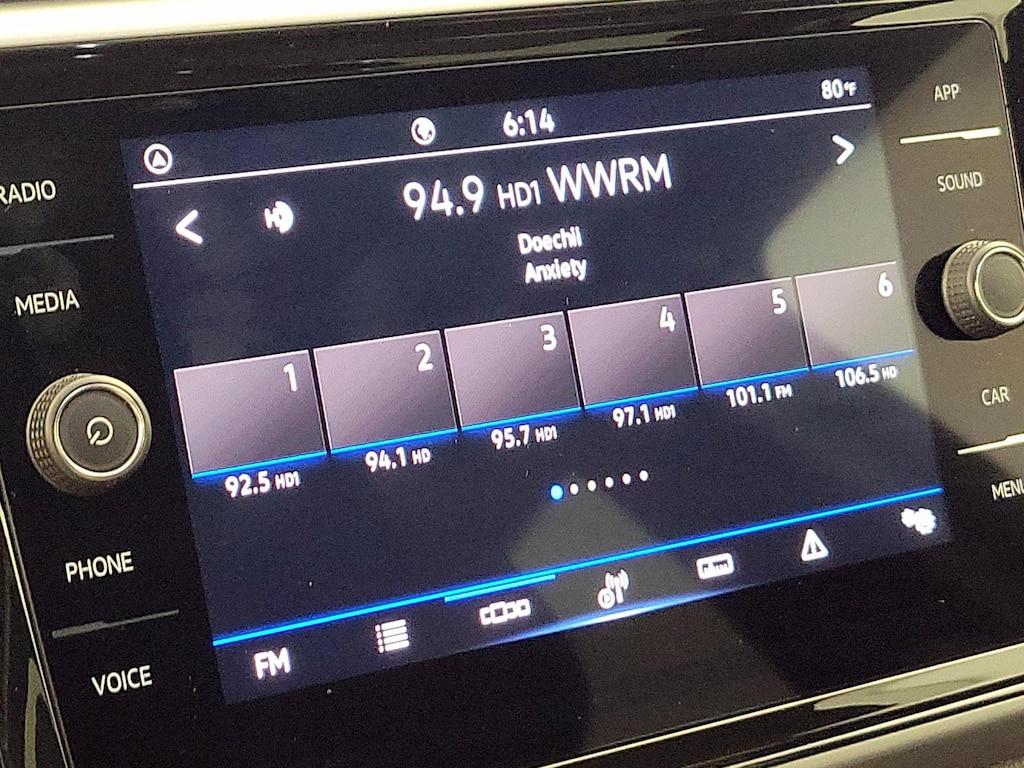 6:14
80°F
94.9 HD1 WWRM
Doechii
Anxiety
1
2
3
4
5
6
92.5 HD1
94.1 HD
95.7 HD1
97.1 HD1
101.1 FM
106.5 HD
FM
RADIO
MEDIA
PHONE
VOICE
APP
SOUND
CAR
MENU